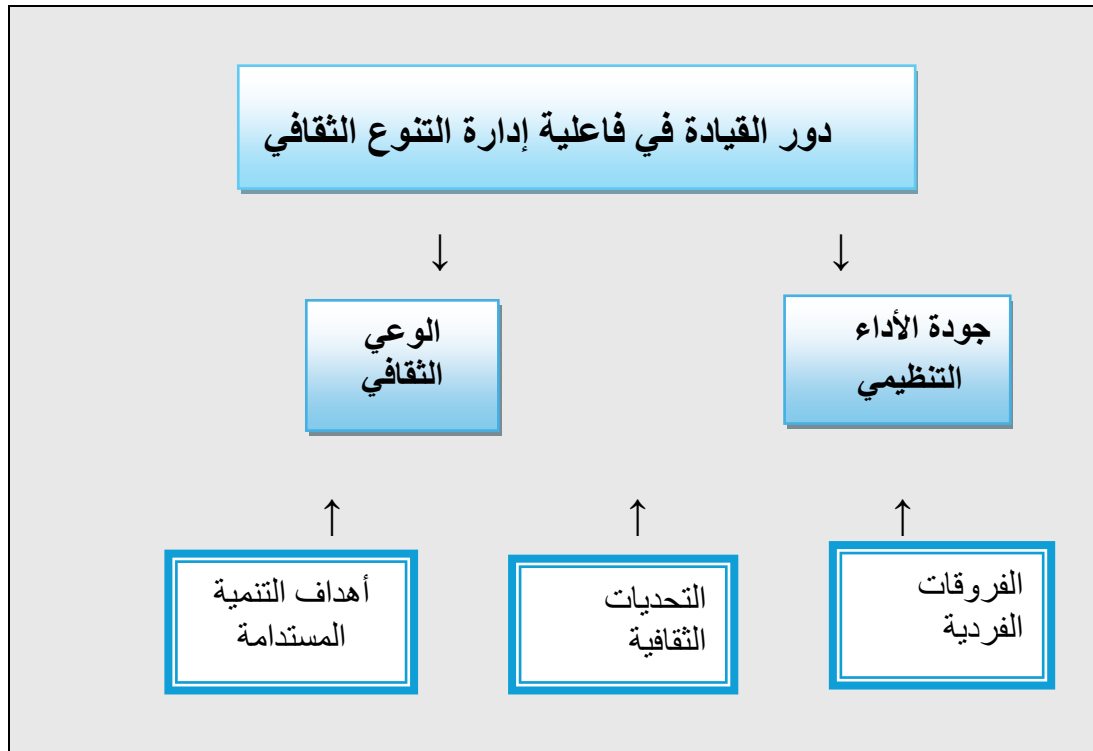 دور القيادة في فاعلية إدارة التنوع الثقافي
↓
↓
جودة الأداء
التنظيمي
الوعي
الثقافي
↑
↑
↑
الفروقات
الفردية
التحديات
الثقافية
أهداف التنمية
المستدامة